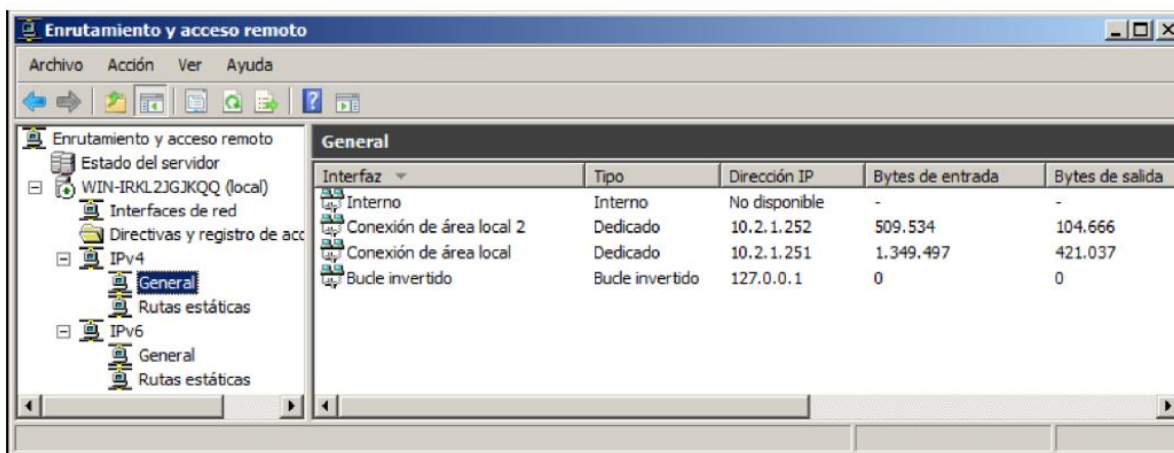 Enrutamiento y acceso remoto
Archivo Acción Ver Ayuda
Enrutamiento y acceso remoto
Estado del servidor
WIN-IRKL2JGJKQQ (local)
Interfaces de red
Directivas y registro de acc
IPv4
General
Rutas estáticas
IPv6
General
Rutas estáticas
General
Interfaz Tipo Dirección IP Bytes de entrada Bytes de salida
Interno Interno No disponible - -
Conexión de área local 2 Dedicado 10.2.1.252 509.534 104.666
Conexión de área local Dedicado 10.2.1.251 1.349.497 421.037
Bucle invertido Bucle invertido 127.0.0.1 0 0